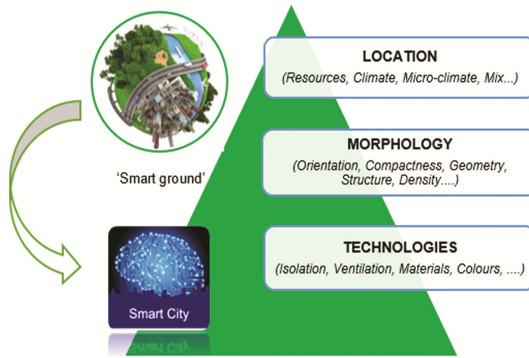 LOCATION
(Resources, Climate, Micro-climate, Mix...)
'Smart ground'
MORPHOLOGY
(Orientation, Compactness, Geometry,
Structure, Density....)
TECHNOLOGIES
(Isolation, Ventilation, Materials, Colours, ....)
Smart City